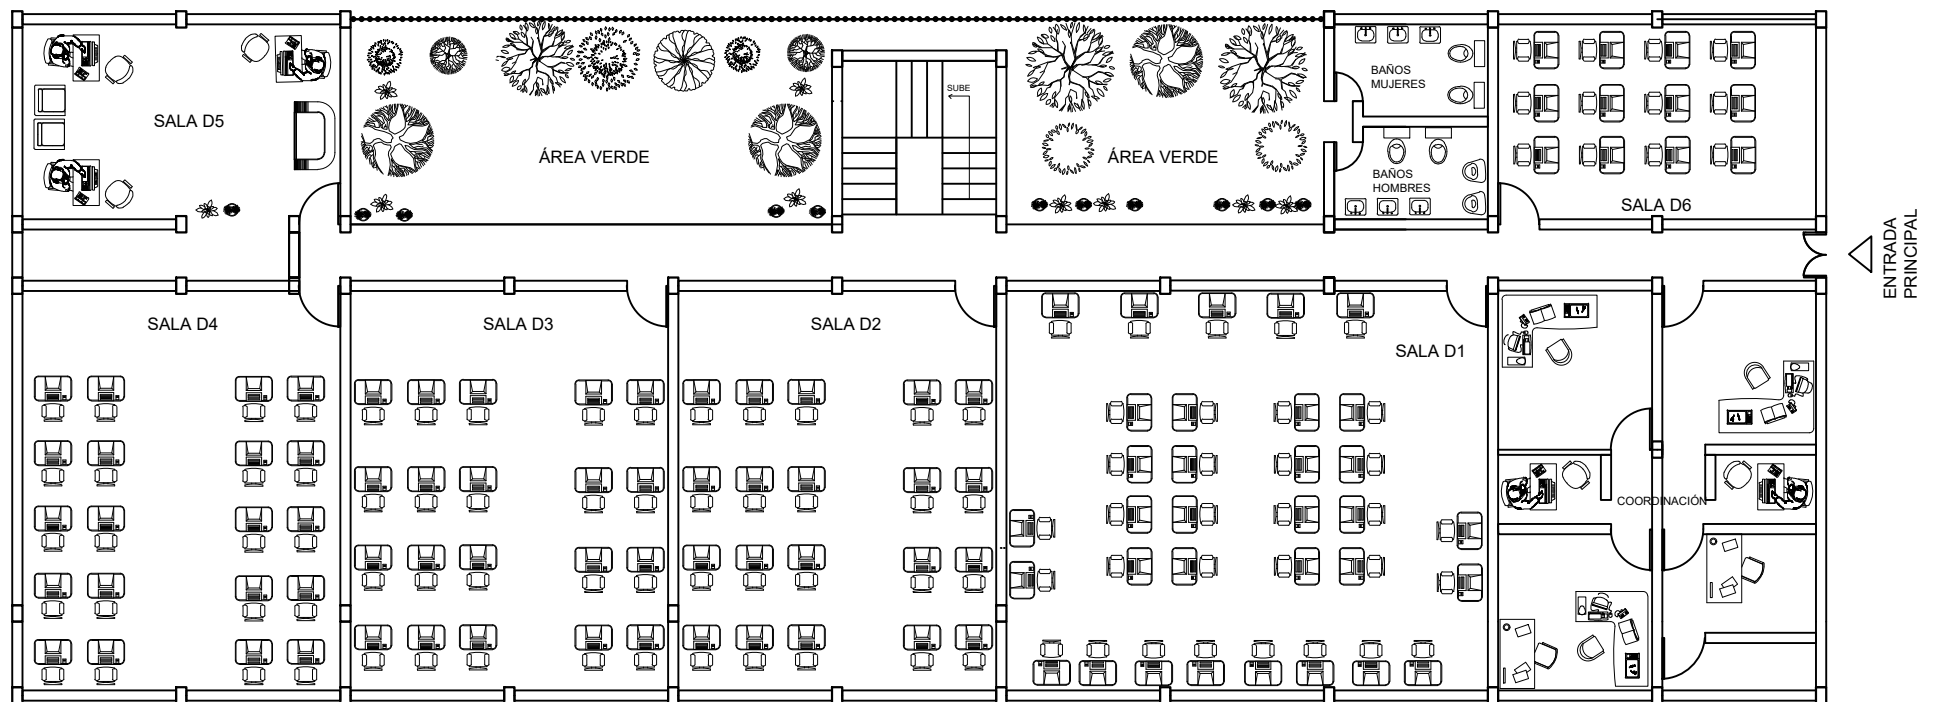 SUBE
BAÑOS
MUJERES
SALA D5
ÁREA VERDE
ÁREA VERDE
BAÑOS
HOMBRES
SALA D6
ENTRADA
PRINCIPAL
SALA D4
SALA D3
SALA D2
SALA D1
COORDINACIÓN